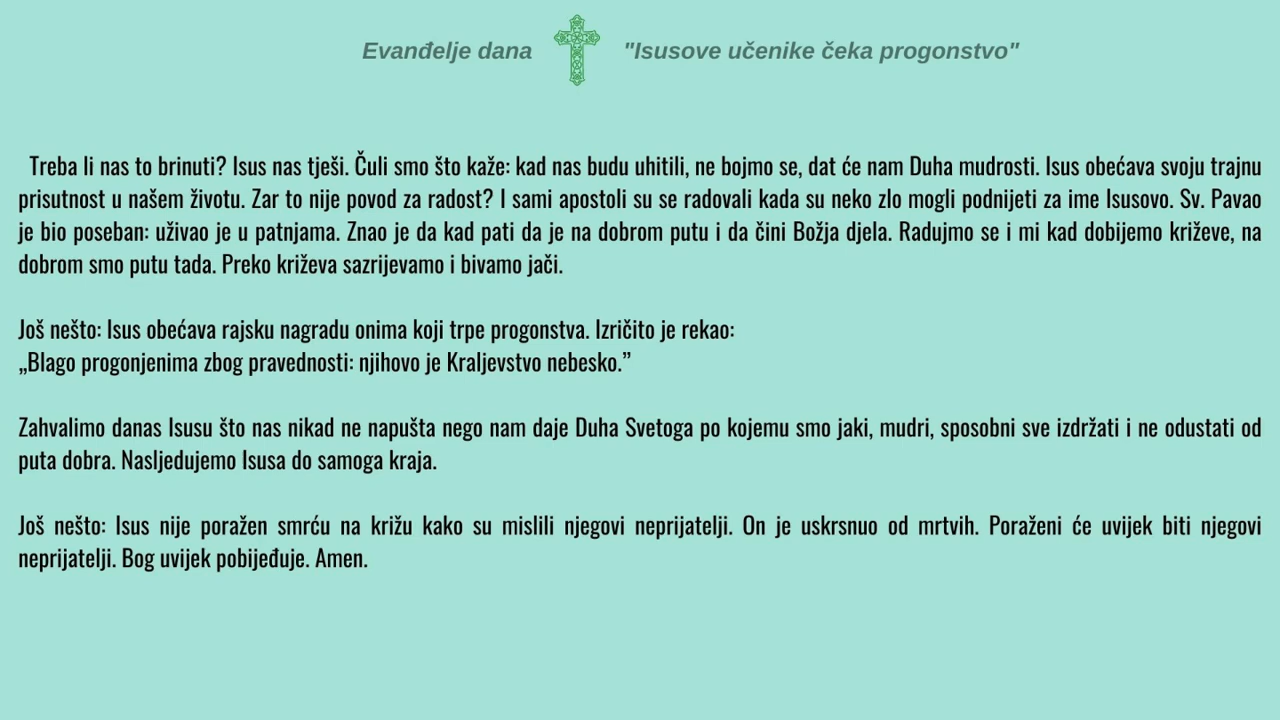 Evanđelje dana "Isusove učenike čeka progonstvo"
Treba li nas to brinuti? Isus nas tješi. Čuli smo što kaže: kad nas budu uhitili, ne bojmo se, dat će nam Duha mudrosti. Isus obećava svoju trajnu
prisutnost u našem životu. Zar to nije povod za radost? I sami apostoli su se radovali kada su neko zlo mogli podnijeti za ime Isusovo. Sv. Pavao
je bio poseban: uživao je u patnjama. Znao je da kad pati da je na dobrom putu i da čini Božja djela. Radujmo se i mi kad dobijemo križeve, na
dobrom smo putu tada. Preko križeva sazrijevamo i bivamo jači.
Još nešto: Isus obećava rajsku nagradu onima koji trpe progonstva. Izričito je rekao:
„Blago progonjenima zbog pravednosti: njihovo je Kraljevstvo nebesko.”
Zahvalimo danas Isusu što nas nikad ne napušta nego nam daje Duha Svetoga po kojemu smo jaki, mudri, sposobni sve izdržati i ne odustati od
puta dobra. Nasljedujemo Isusa do samoga kraja.
Još nešto: Isus nije poražen smrću na križu kako su mislili njegovi neprijatelji. On je uskrsnuo od mrtvih. Poraženi će uvijek biti njegovi
neprijatelji. Bog uvijek pobijeđuje. Amen.